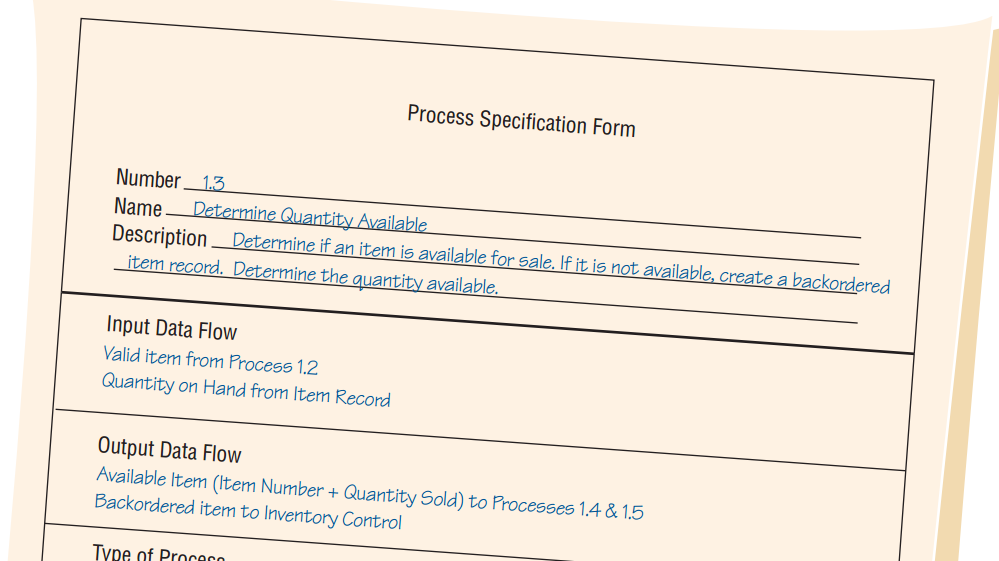 Process Specification Form
Number 1.3
Name Determine Quantity Available
Description Determine if an item is available for sale. If it is not available, create a backordered
item record. Determine the quantity available.
Input Data Flow
Valid item from Process 1.2
Quantity on Hand from Item Record
Output Data Flow
Available Item (Item Number + Quantity Sold) to Processes 1.4 & 1.5
Backordered item to Inventory Control
Type of Process